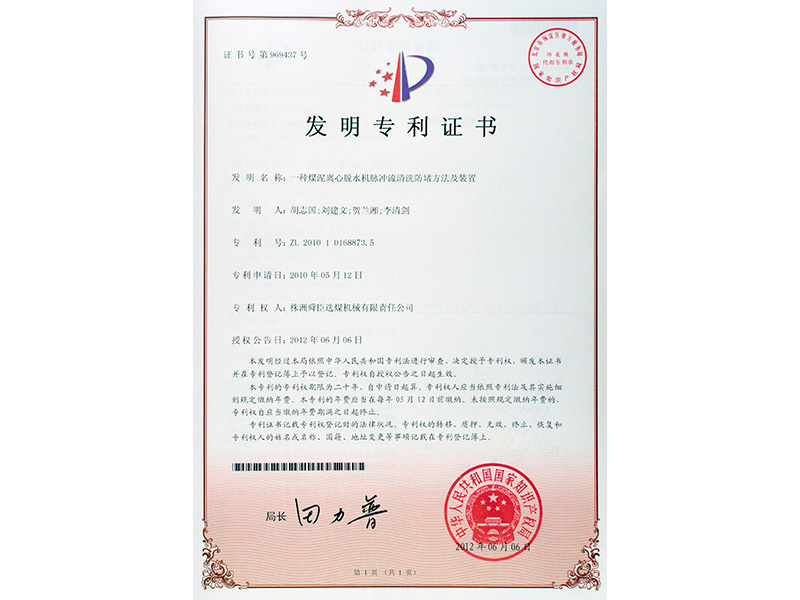 证书号第969437号
印花税
代扣专用章
发明专利证书
发明名称：一种煤泥离心脱水机脉冲流清洗防堵方法及装置
发明人：胡志国；刘建文；贺兰湘；李清剑
专利号：ZL 2010 1 0168873.5
专利申请日：2010年05月12日
专利权人：株洲舜臣选煤机械有限责任公司
授权公告日：2012年06月06日
本发明经过本局依照中华人民共和国专利法进行审查，决定授予专利权，颁发本证书
并在专利登记簿上予以登记。专利权自授权公告之日起生效。
本专利的专利权期限为二十年，自申请日起算。专利权人应当依照专利法及其实施细
则规定缴纳年费。本专利的年费应当在每年05月12日前缴纳。未按照规定缴纳年费的，
专利权自应当缴纳年费期满之日起终止。
专利证书记载专利权登记时的法律状况。专利权的转移、质押、无效、终止、恢复和
专利权人的姓名或名称、国籍、地址变更等事项记载在专利登记簿上。
局长 田力普
中华人民共和国国家知识产权局
2012年06月06日
第1页（共1页）